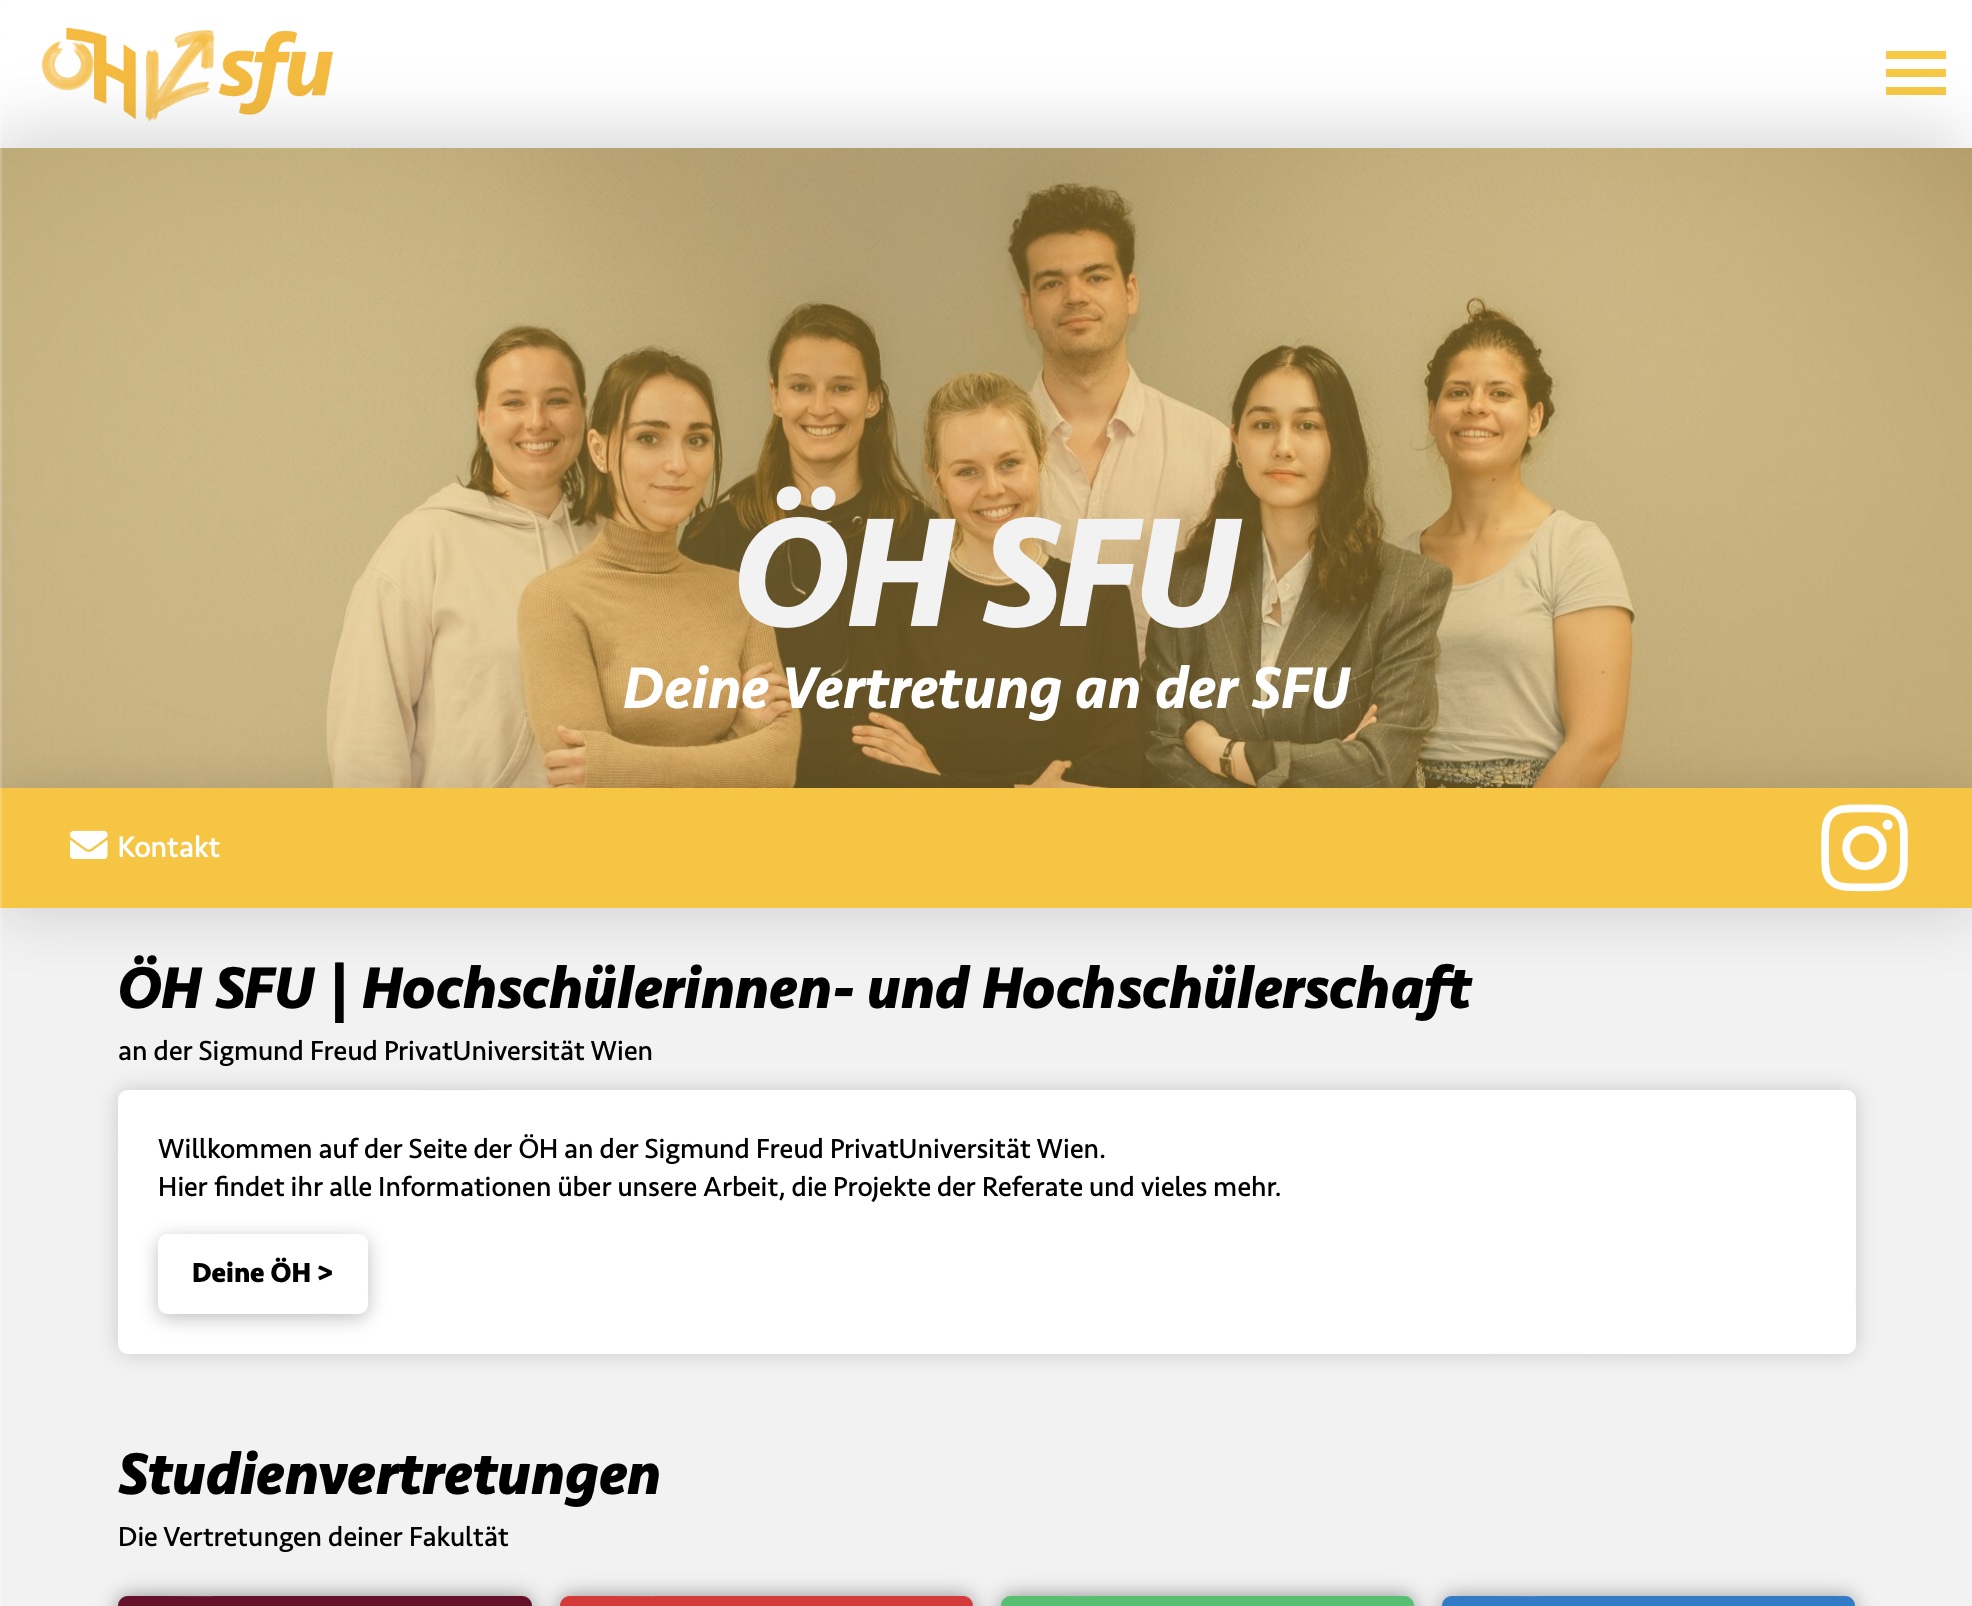 ÖH sfu
ÖH SFU
Deine Vertretung an der SFU
Kontakt
ÖH SFU | Hochschülerinnen- und Hochschülerschaft
an der Sigmund Freud PrivatUniversität Wien
Willkommen auf der Seite der ÖH an der Sigmund Freud PrivatUniversität Wien.
Hier findet ihr alle Informationen über unsere Arbeit, die Projekte der Referate und vieles mehr.
Deine ÖH >
Studienvertretungen
Die Vertretungen deiner Fakultät